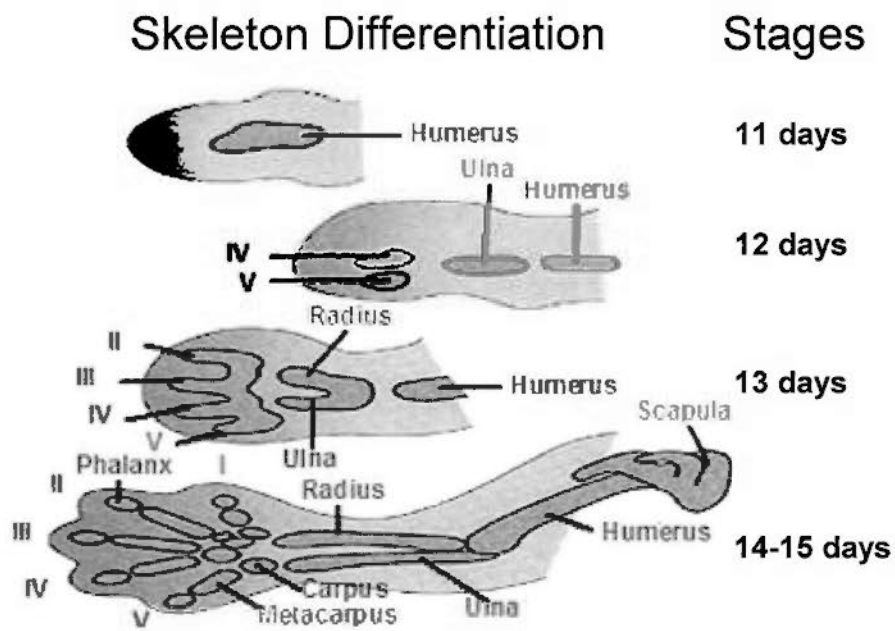 Skeleton Differentiation Stages
Humerus 11 days
Ulna Humerus
IV
V
12 days
Radius
II
III
IV
V
Ulna
Humerus 13 days
Scapula
Phalanx
I
II
III
IV
V
Radius
Humerus
14-15 days
Carpus
Metacarpus
Ulna